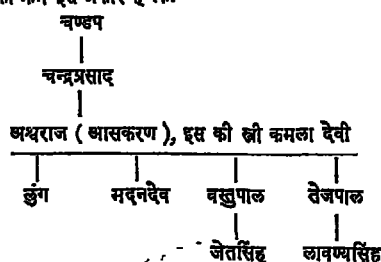 चण्डप
चन्द्रप्रसाद
अश्वराज ( आसकरण ), इस की स्त्री कमला देवी
लुंग मदनदेव वस्तुपाल तेजपाल
जेतसिंह लावण्यसिंह